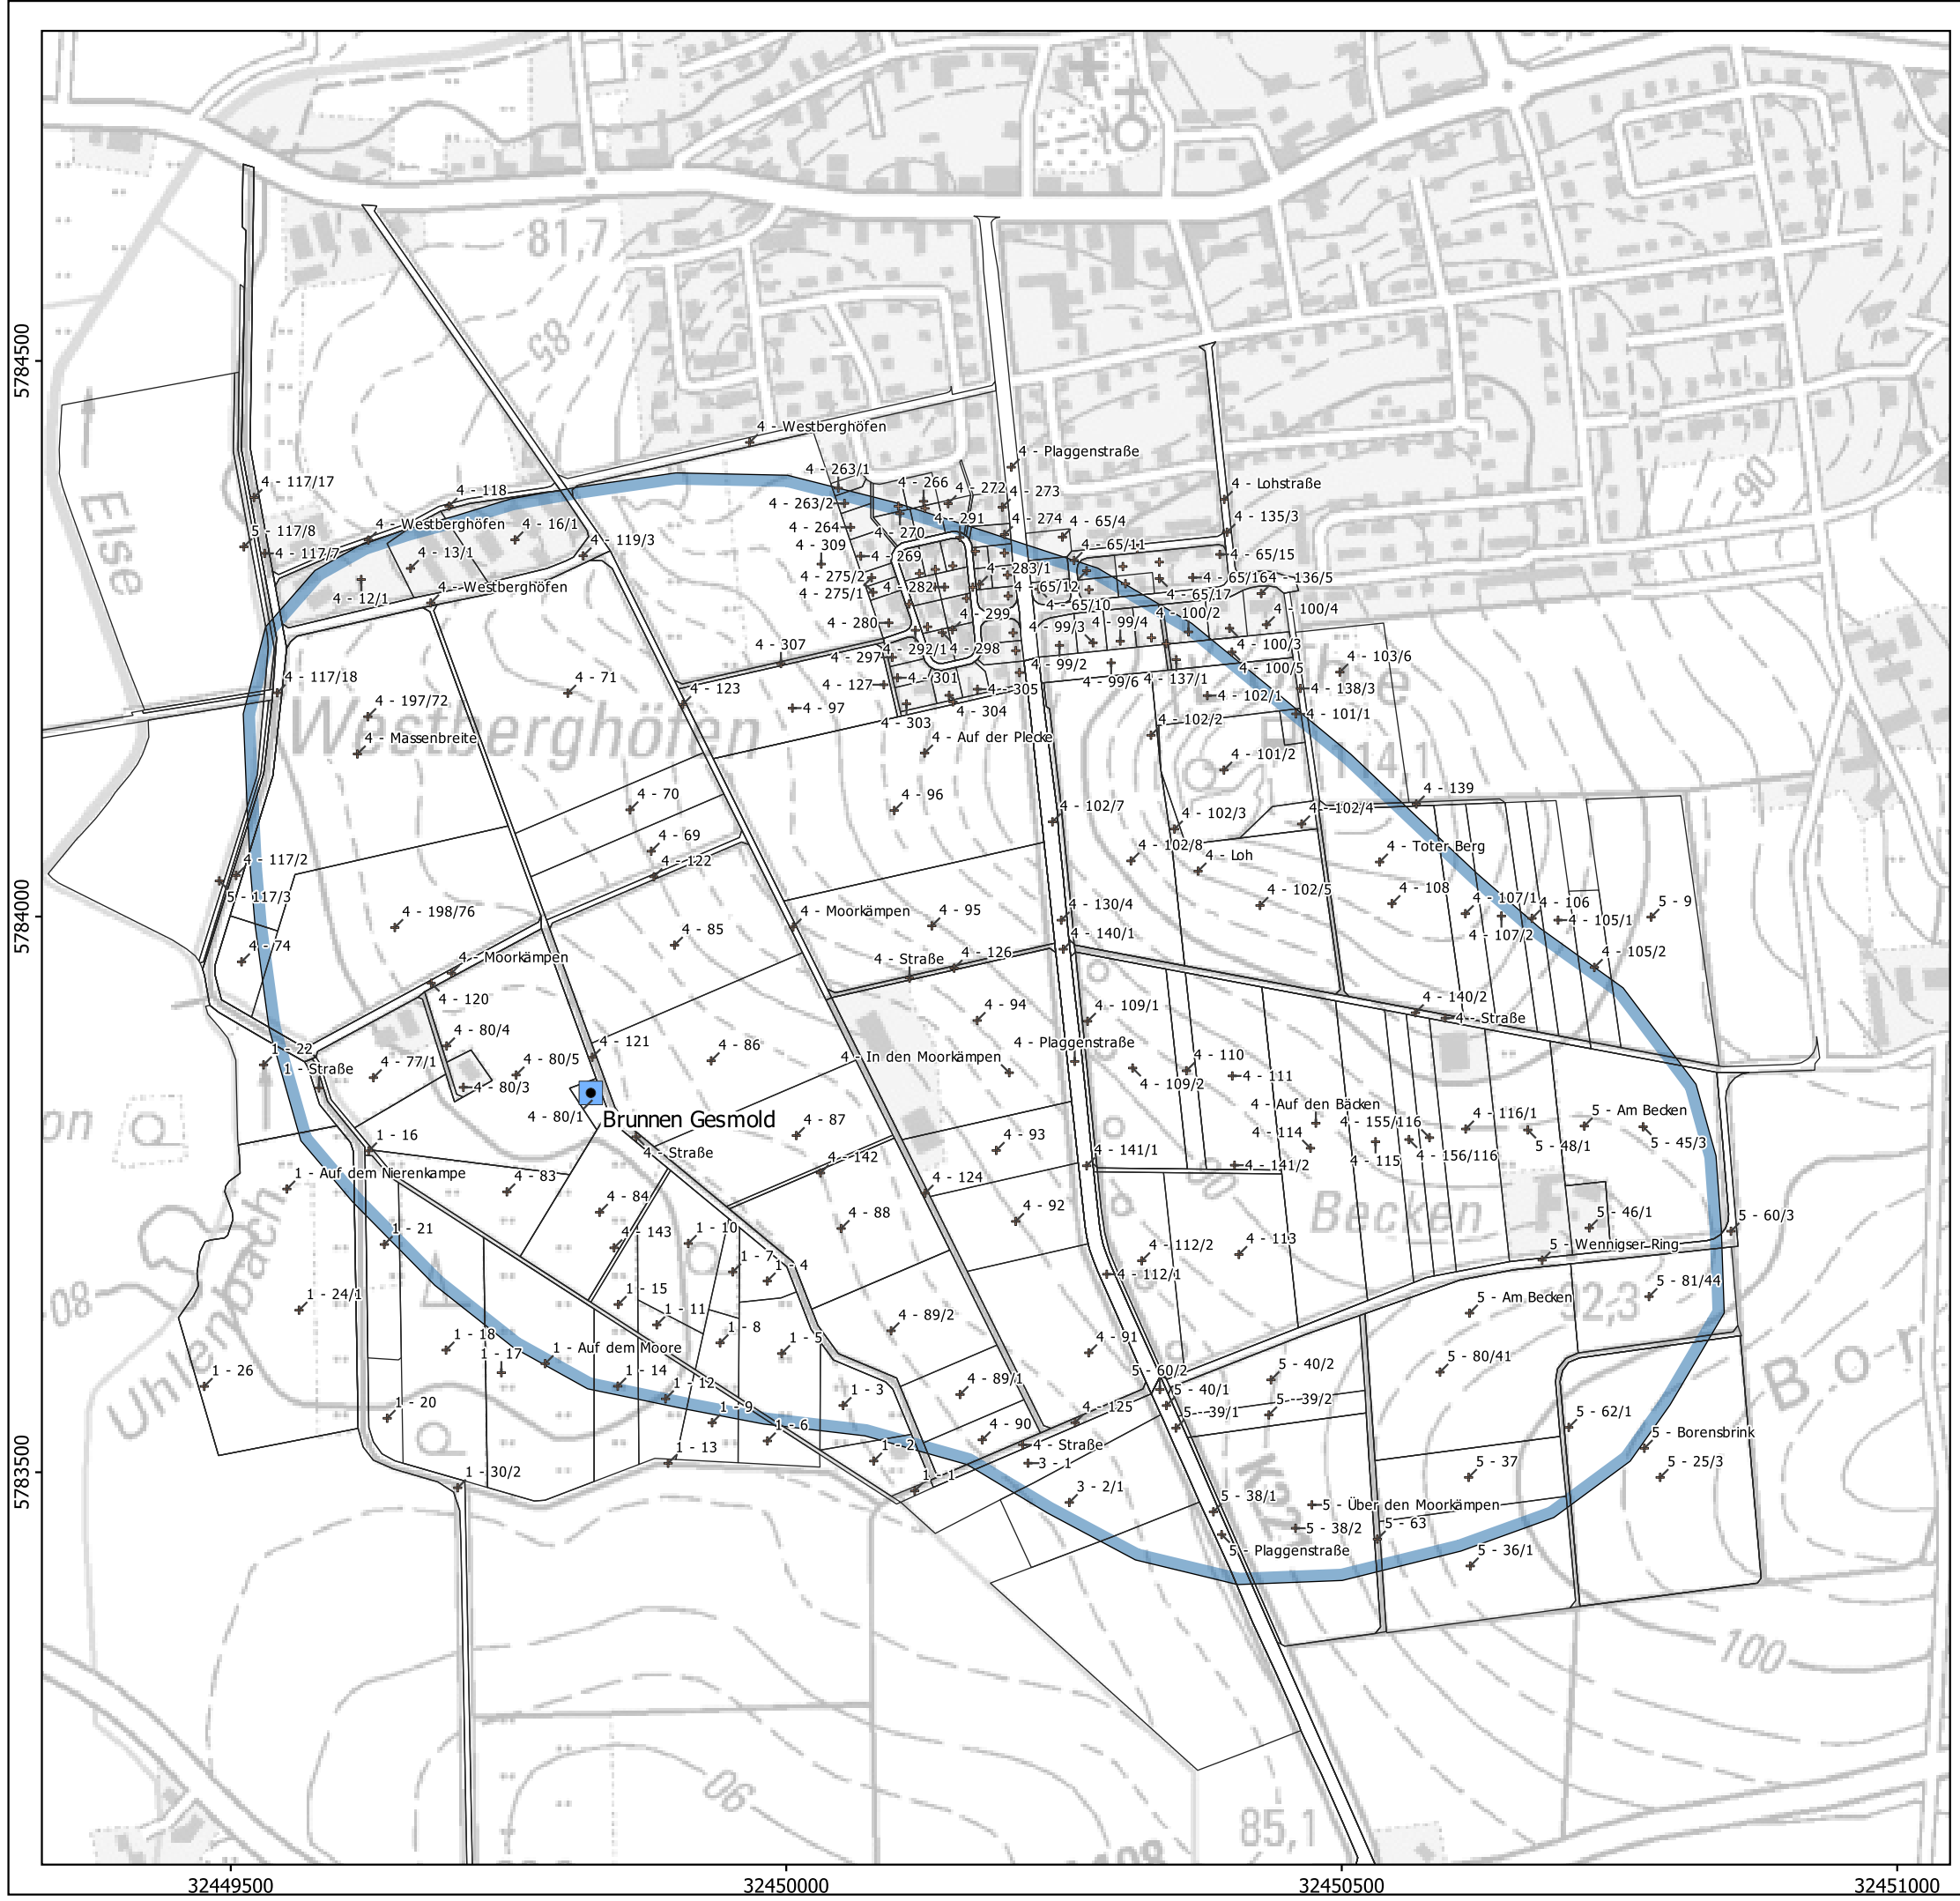 81,7
85
5784500
4 - Westberghöfen
4 - Plaggenstraße
4 - 263/1
4 - 117/17
4 - 118
4 - 266
4 - 272
4 - 273
4 - Lohstraße
4 - 263/2
90
Else
5 - 117/8
4 - Westberghöfen
4 - 16/1
4 - 264
4 - 291
4 - 274
4 - 65/4
4 - 135/3
4 - 117/7
4 - 13/1
4 - 119/3
4 - 309
4 - 270
4 - 65/11
4 - 269
4 - 65/15
4 - 12/1
4 - Westberghöfen
4 - 275/2
4 - 275/1
4 - 282
4 - 283/1
4 - 65/12
4 - 65/16
4 - 136/5
4 - 65/17
4 - 65/10
4 - 280
4 - 299
4 - 99/3
4 - 99/4
4 - 100/2
4 - 100/4
4 - 307
4 - 297
4 - 292/1
4 - 298
4 - 99/2
4 - 100/3
4 - 103/6
4 - 117/18
4 - 71
4 - 123
4 - 127
4 - 301
4 - 305
4 - 99/6
4 - 137/1
4 - 100/5
4 - 138/3
4 - 197/72
4 - 97
4 - 303
4 - 304
4 - 102/1
4 - 102/2
4 - 101/1
Westberghöfen
4 - Massenbreite
4 - Auf der Plecke
4 - 101/2
114,1
4 - 70
4 - 96
4 - 102/7
4 - 102/3
4 - 102/4
4 - 139
4 - 69
4 - 122
4 - 102/8
4 - Loh
4 - Toter Berg
4 - 117/2
5 - 117/3
5784000
4 - 198/76
4 - Moorkämpen
4 - 95
4 - 130/4
4 - 102/5
4 - 108
4 - 107/1
4 - 106
5 - 9
4 - 107/2
4 - 105/1
4 - 85
4 - 74
4 - Moorkämpen
4 - Straße
4 - 126
4 - 140/1
4 - 105/2
4 - 120
4 - 94
4 - 109/1
4 - 140/2
4 - Straße
4 - 80/4
1 - 22
1 - Straße
4 - 77/1
4 - 80/5
4 - 121
4 - 86
4 - In den Moorkämpen
4 - Plaggenstraße
4 - 110
4 - 109/2
4 - 111
4 - 80/3
4 - 80/1
Brunnen Gesmold
4 - 87
4 - Auf den Bäcken
4 - 114
4 - 155/116
4 - 116/1
5 - Am Becken
1 - 16
4 - Straße
4 - 142
4 - 93
4 - 141/1
4 - 141/2
4 - 115
4 - 156/116
5 - 48/1
5 - 45/3
1 - Auf dem Nierenkampe
4 - 83
4 - 84
4 - 124
90
Becken
4 - 88
4 - 92
5 - 46/1
5 - 60/3
1 - 21
4 - 143
1 - 10
4 - 112/2
4 - 113
5 - Wennigser Ring
1 - 7
1 - 4
4 - 112/1
5 - 81/44
1 - 24/1
1 - 15
1 - 11
5 - Am Becken
92,3
Uhlenbach
1 - 8
1 - 5
4 - 89/2
4 - 91
1 - 18
1 - 17
1 - Auf dem Moore
5 - 60/2
5 - 40/2
5 - 80/41
1 - 26
1 - 14
1 - 12
4 - 89/1
5 - 40/1
1 - 20
1 - 9
1 - 3
4 - 125
5 - 39/1
5 - 39/2
5 - 62/1
1 - 6
4 - 90
4 - Straße
5 - Borensbrink
5783500
1 - 13
1 - 2
3 - 1
5 - 37
5 - 25/3
1 - 30/2
1 - 1
3 - 2/1
K221
5 - 38/1
5 - Über den Moorkämpen
5 - 38/2
5 - 63
5 - Plaggenstraße
5 - 36/1
100
90
85,1
32449500
32450000
32450500
32451000